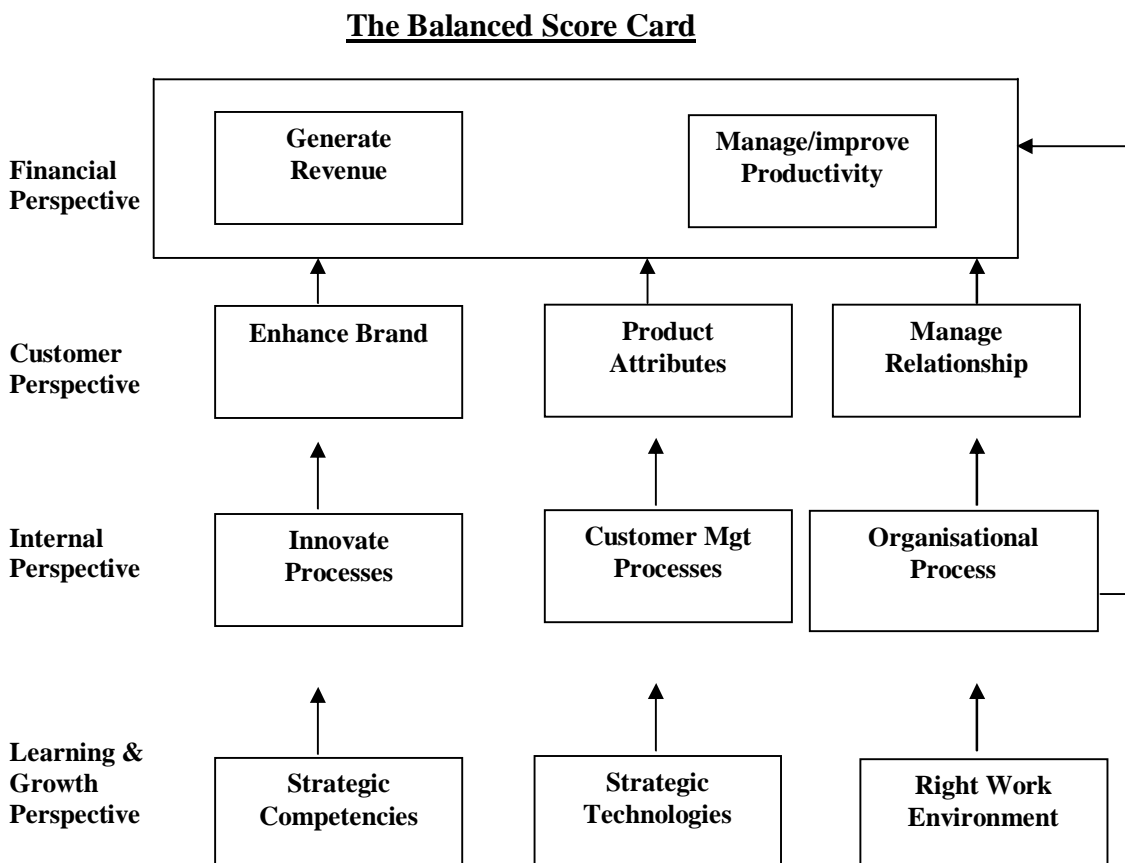 The Balanced Score Card
Financial
Perspective
Generate
Revenue
Manage/improve
Productivity
Customer
Perspective
Enhance Brand
Product
Attributes
Manage
Relationship
Internal
Perspective
Innovate
Processes
Customer Mgt
Processes
Organisational
Process
Learning &
Growth
Perspective
Strategic
Competencies
Strategic
Technologies
Right Work
Environment